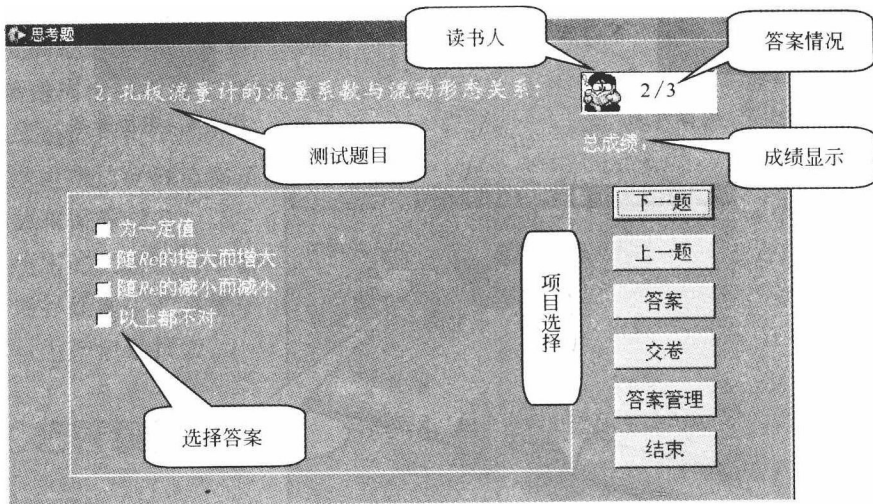 思考题
读书人
答案情况
2,孔板流量计的流量系数与流动形态关系:
2/3
测试题目
总成绩:
成绩显示
为一定值
随Re的增大而增大
随Re的减小而减小
以上都不对
项目选择
选择答案
下一题
上一题
答案
交卷
答案管理
结束